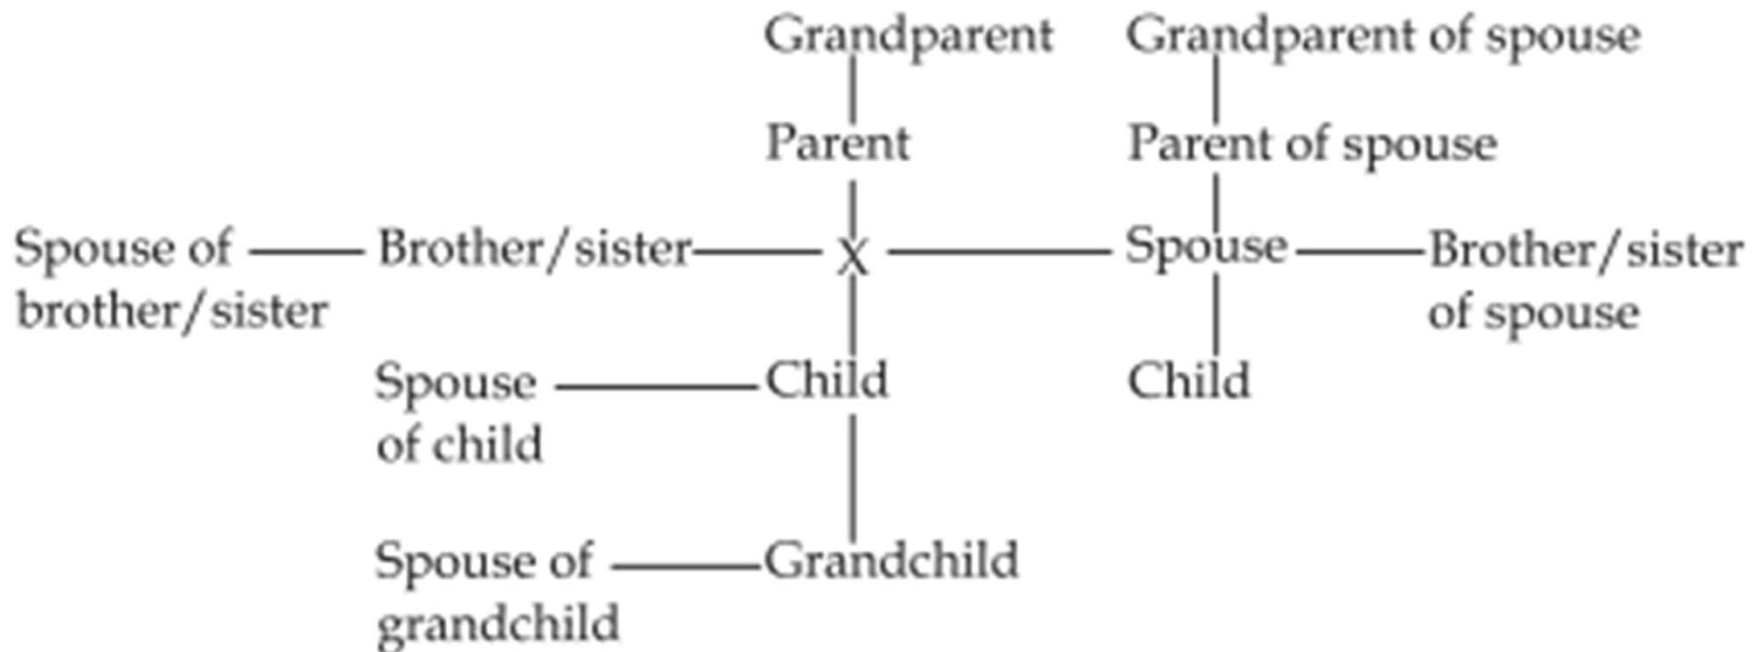 Grandparent
Grandparent of spouse
Parent
Parent of spouse
Spouse of
brother/sister
Brother/sister
X
Spouse
Brother/sister
of spouse
Spouse
of child
Child
Child
Spouse of
grandchild
Grandchild